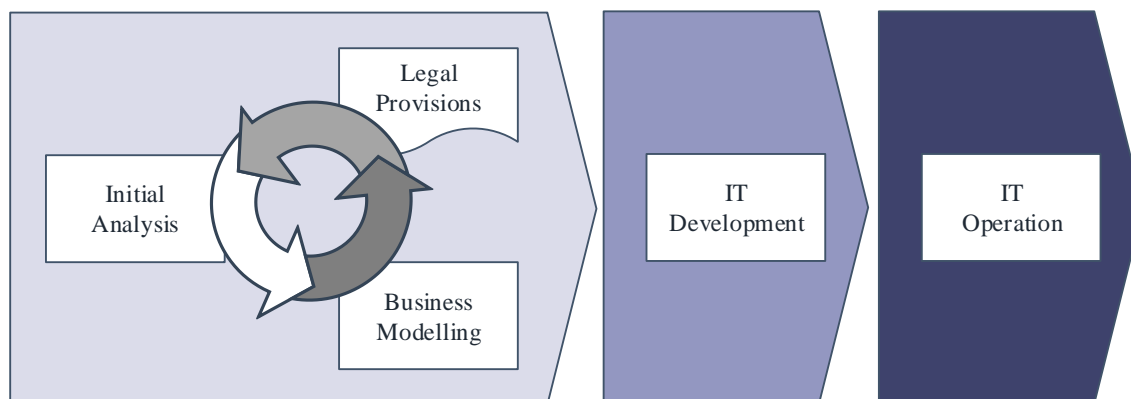 Legal
Provisions
Initial
Analysis
Business
Modelling
IT
Development
IT
Operation